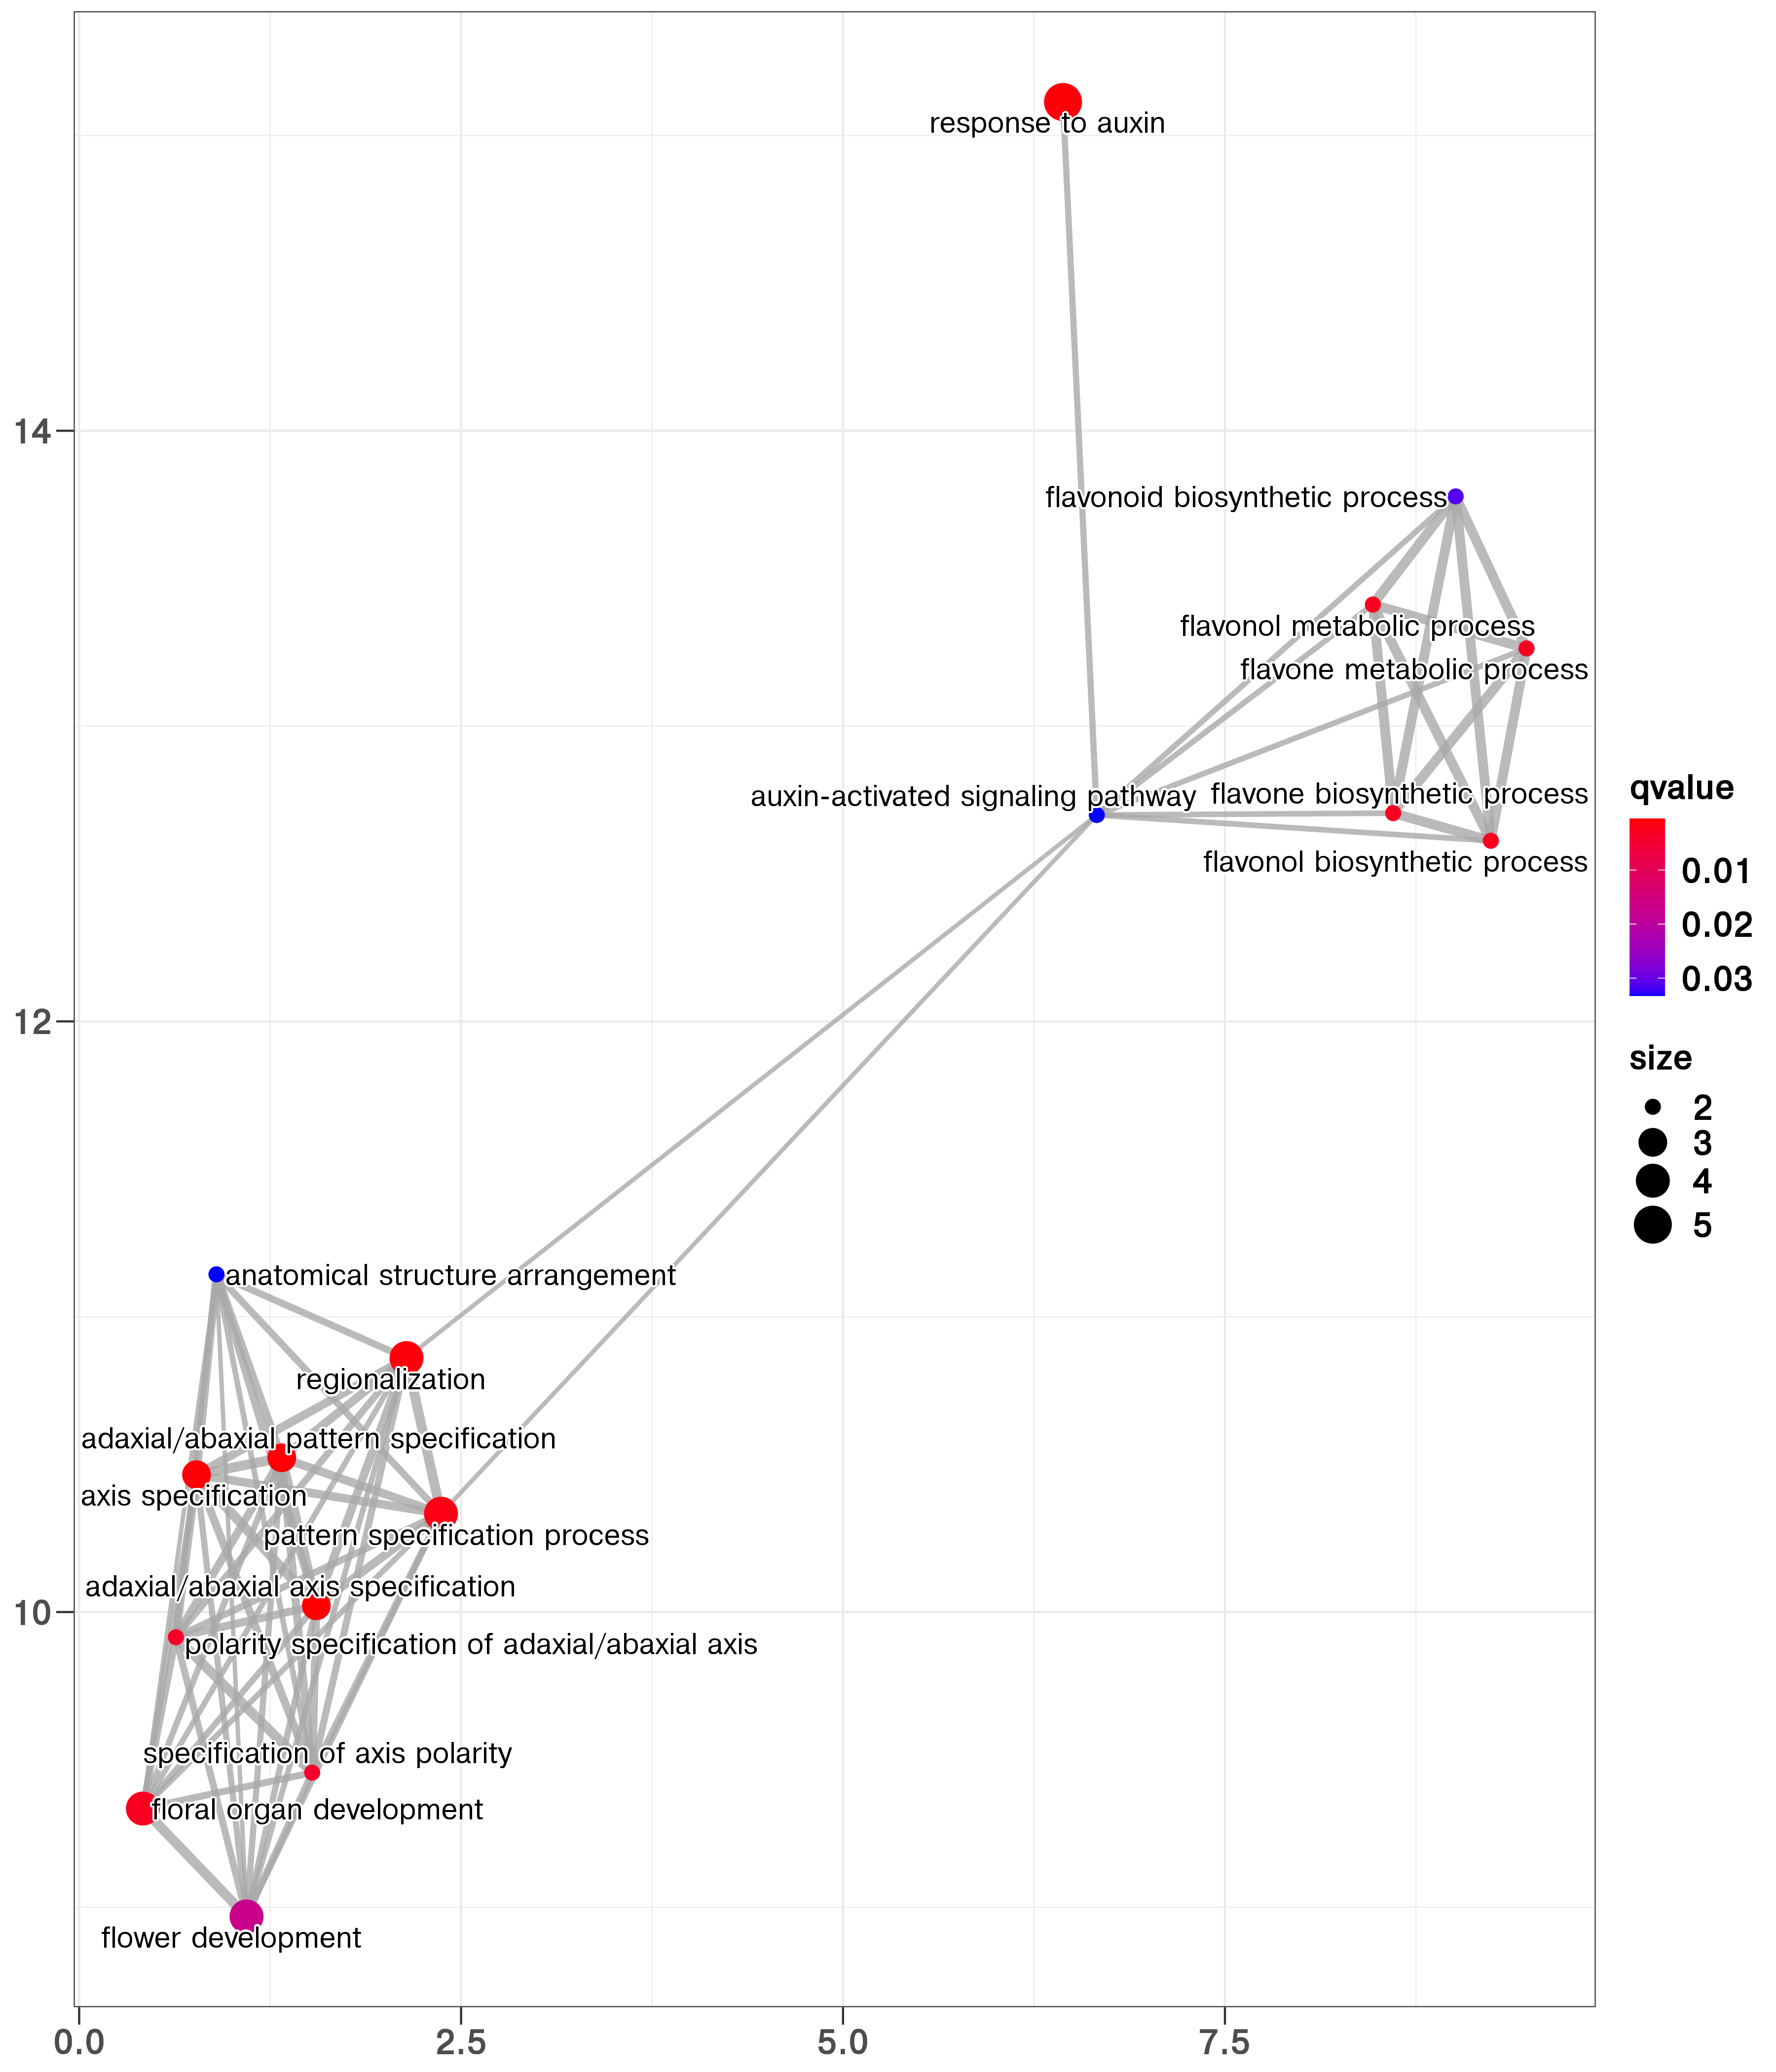 response to auxin
14
flavonoid biosynthetic process
flavonol metabolic process
flavone metabolic process
auxin-activated signaling pathway
flavone biosynthetic process
flavonol biosynthetic process
qvalue
0.01
0.02
0.03
12
size
2
3
4
5
anatomical structure arrangement
regionalization
adaxial/abaxial pattern specification
axis specification
pattern specification process
adaxial/abaxial axis specification
10
polarity specification of adaxial/abaxial axis
specification of axis polarity
floral organ development
flower development
0.0
2.5
5.0
7.5